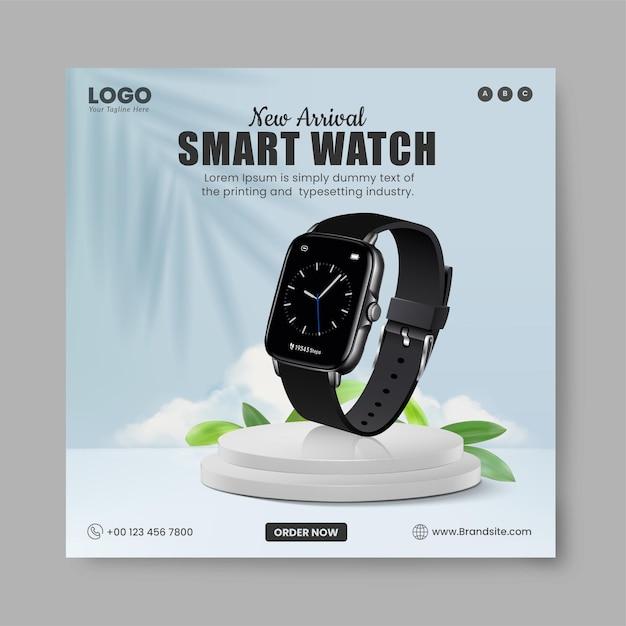 LOGO
Your Tagline Here
A B C
New Arrival
SMART WATCH
Lorem Ipsum is simply dummy text of
the printing and typesetting industry.
19543 Steps
+00 123 456 7800
ORDER NOW
www.Brandsite.com